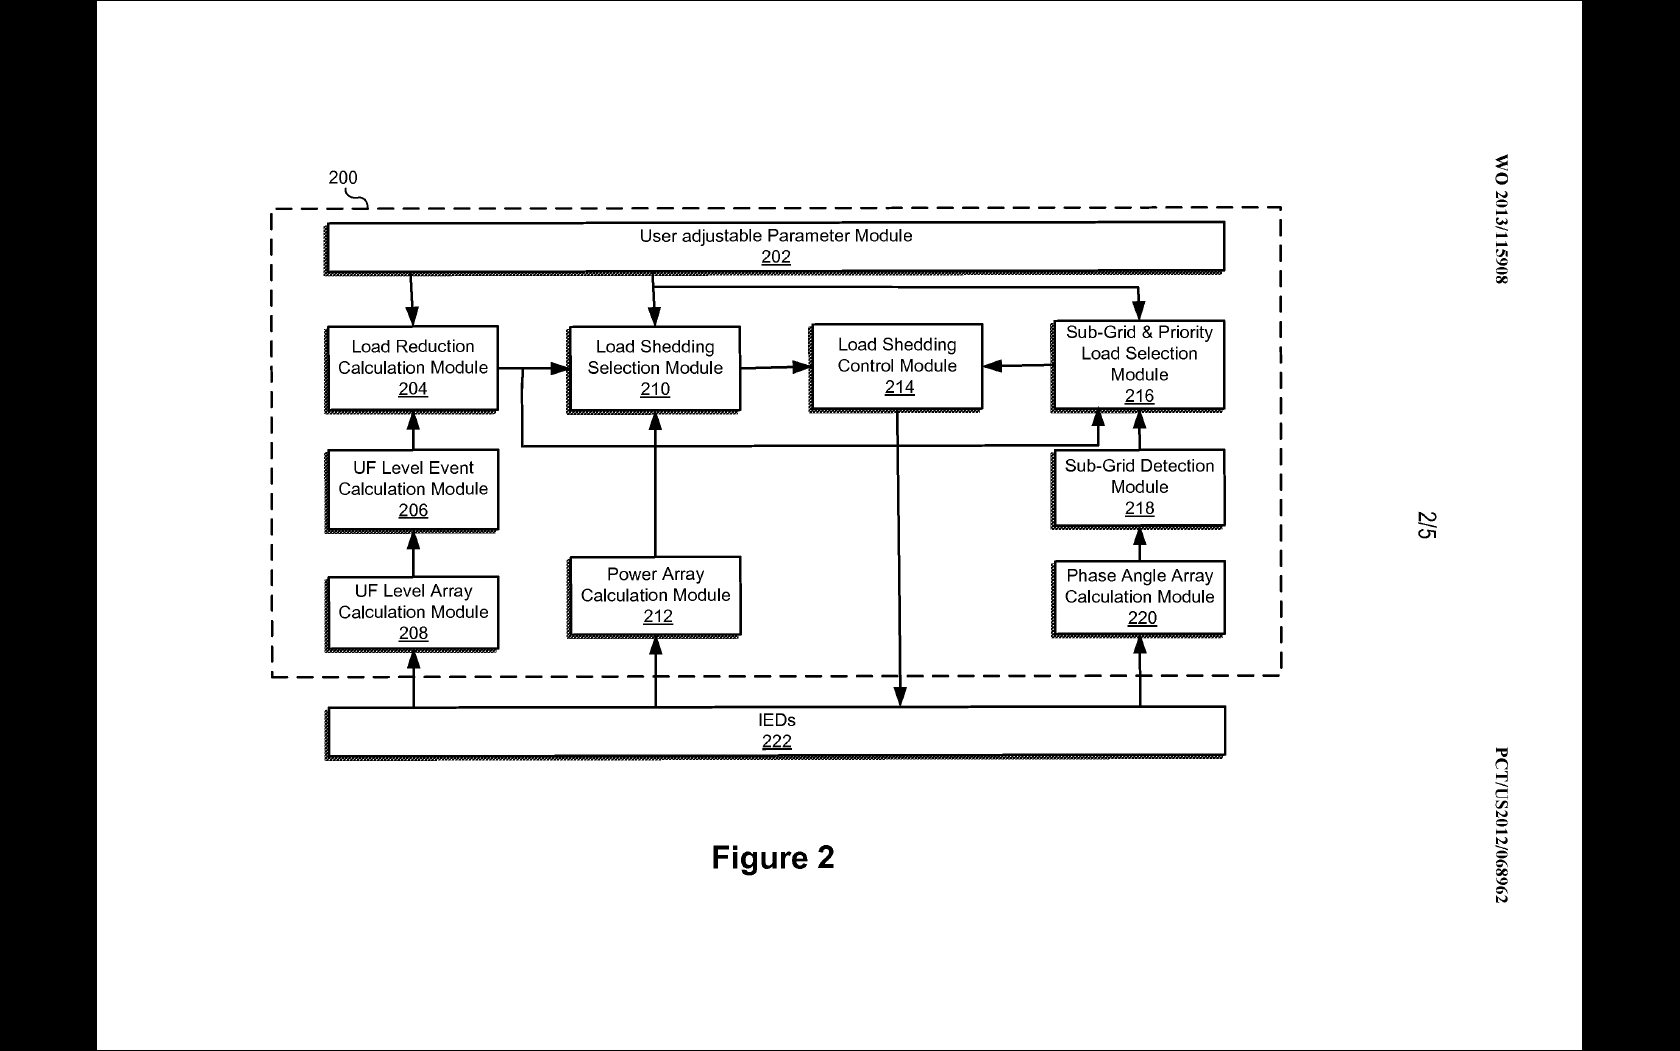 200
User adjustable Parameter Module
202
Load Reduction
Calculation Module
204
Load Shedding
Selection Module
210
Load Shedding
Control Module
214
Sub-Grid & Priority
Load Selection
Module
216
UF Level Event
Calculation Module
206
Sub-Grid Detection
Module
218
UF Level Array
Calculation Module
208
Power Array
Calculation Module
212
Phase Angle Array
Calculation Module
220
IEDs
222
Figure 2
WO 2013/115908
2/5
PCT/US2012/068962